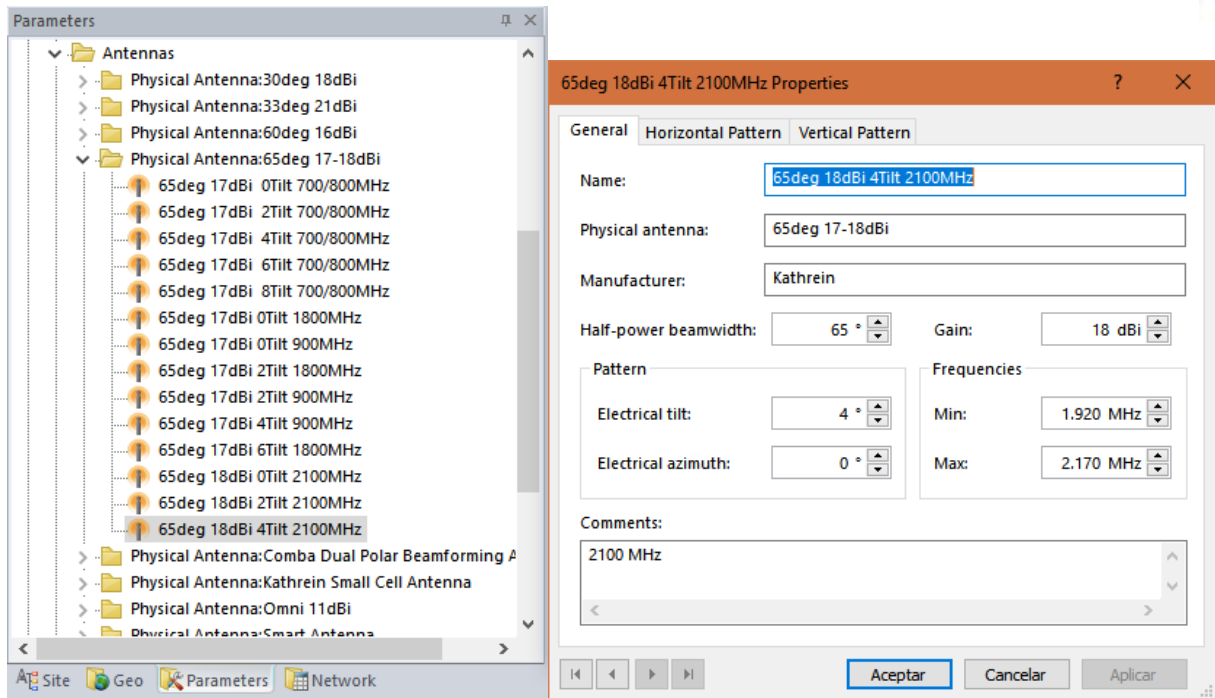 Parameters
Antennas
Physical Antenna:30deg 18dBi
Physical Antenna:33deg 21dBi
Physical Antenna:60deg 16dBi
Physical Antenna:65deg 17-18dBi
65deg 17dBi  0Tilt 700/800MHz
65deg 17dBi  2Tilt 700/800MHz
65deg 17dBi  4Tilt 700/800MHz
65deg 17dBi  6Tilt 700/800MHz
65deg 17dBi  8Tilt 700/800MHz
65deg 17dBi 0Tilt 1800MHz
65deg 17dBi 0Tilt 900MHz
65deg 17dBi 2Tilt 1800MHz
65deg 17dBi 2Tilt 900MHz
65deg 17dBi 4Tilt 900MHz
65deg 17dBi 6Tilt 1800MHz
65deg 18dBi 0Tilt 2100MHz
65deg 18dBi 2Tilt 2100MHz
65deg 18dBi 4Tilt 2100MHz
Physical Antenna:Comba Dual Polar Beamforming A
Physical Antenna:Kathrein Small Cell Antenna
Physical Antenna:Omni 11dBi
Physical Antenna:Smart Antenna
Site Geo Parameters Network
65deg 18dBi 4Tilt 2100MHz Properties ?
General Horizontal Pattern Vertical Pattern
Name: 65deg 18dBi 4Tilt 2100MHz
Physical antenna: 65deg 17-18dBi
Manufacturer: Kathrein
Half-power beamwidth: 65 ° Gain: 18 dBi
Pattern Frequencies
Electrical tilt: 4 ° Min: 1.920 MHz
Electrical azimuth: 0 ° Max: 2.170 MHz
Comments:
2100 MHz
Aceptar Cancelar Aplicar